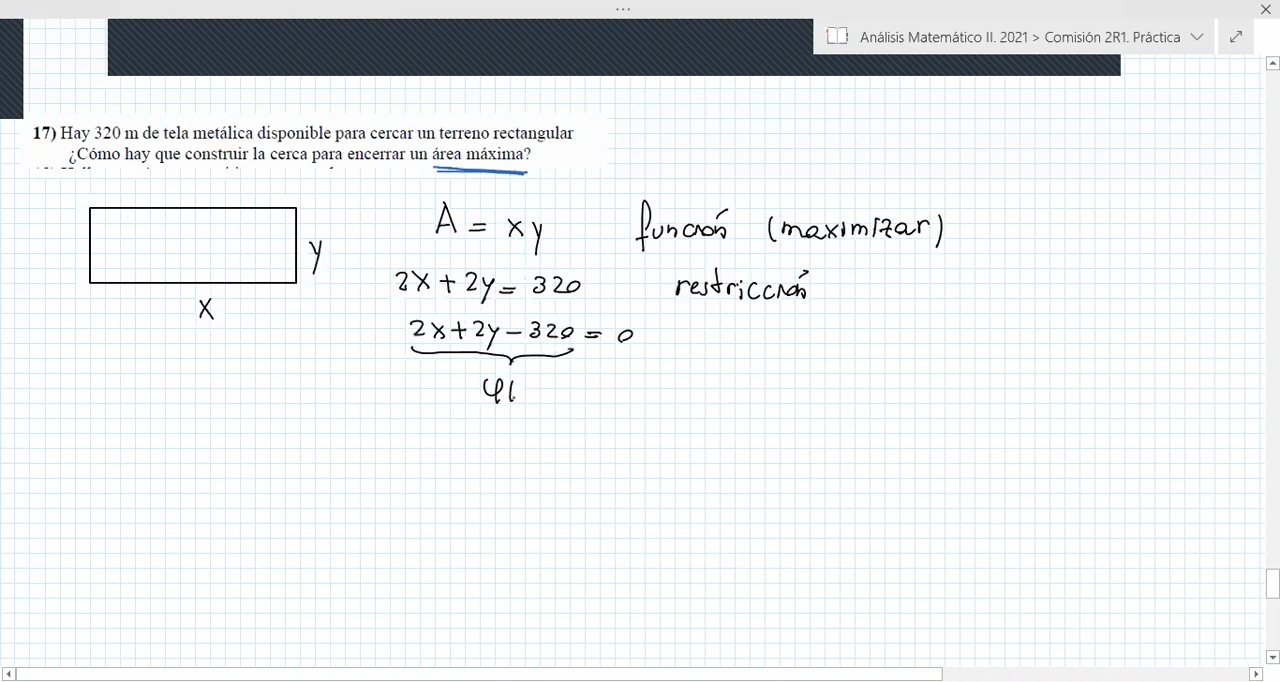 Análisis Matemático II. 2021 > Comisión 2R1. Práctica
17) Hay 320 m de tela metálica disponible para cercar un terreno rectangular
¿Cómo hay que construir la cerca para encerrar un área máxima?
A = xy función (maximizar)
y
2x + 2y = 320 restricción
x
2x + 2y - 320 = 0
φ(